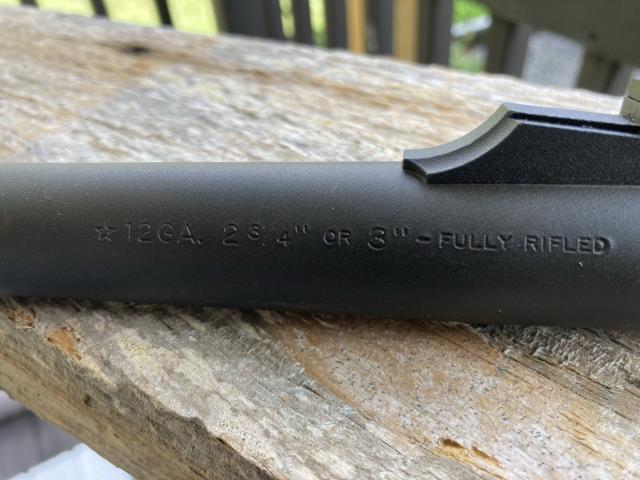 ☆12GA. 2 3/4" OR 3" - FULLY RIFLED